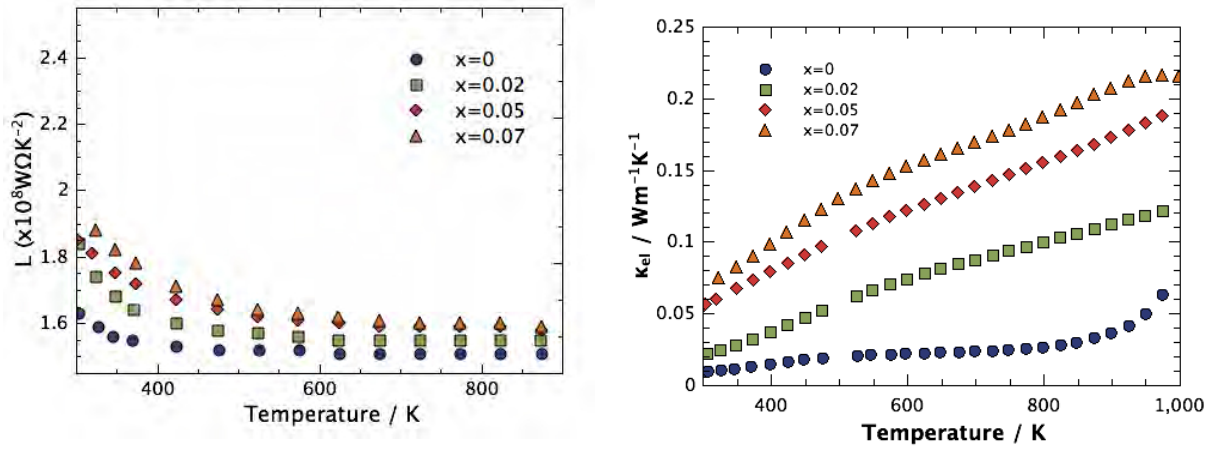 2.4
2.2
2
1.8
1.6
400
600
800
L (x10⁸WΩK⁻²)
Temperature / K
x=0
x=0.02
x=0.05
x=0.07
0.25
0.2
0.15
0.1
0.05
0
400
600
800
1,000
κel / Wm⁻¹K⁻¹
Temperature / K
x=0
x=0.02
x=0.05
x=0.07